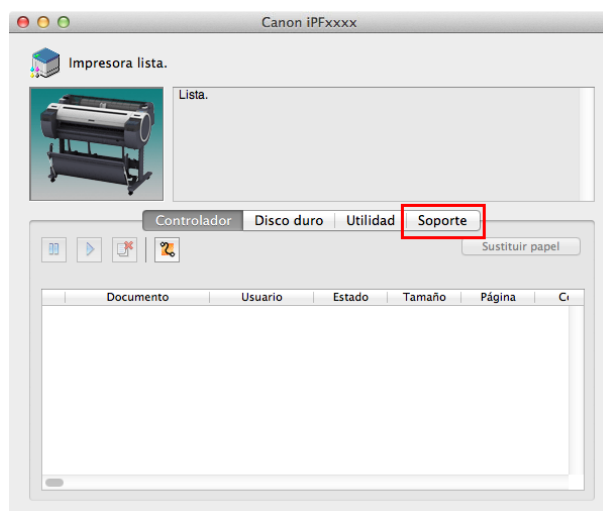 Canon iPFxxxx
Impresora lista.
Lista.
Controlador Disco duro Utilidad Soporte
Sustituir papel
Documento Usuario Estado Tamaño Página